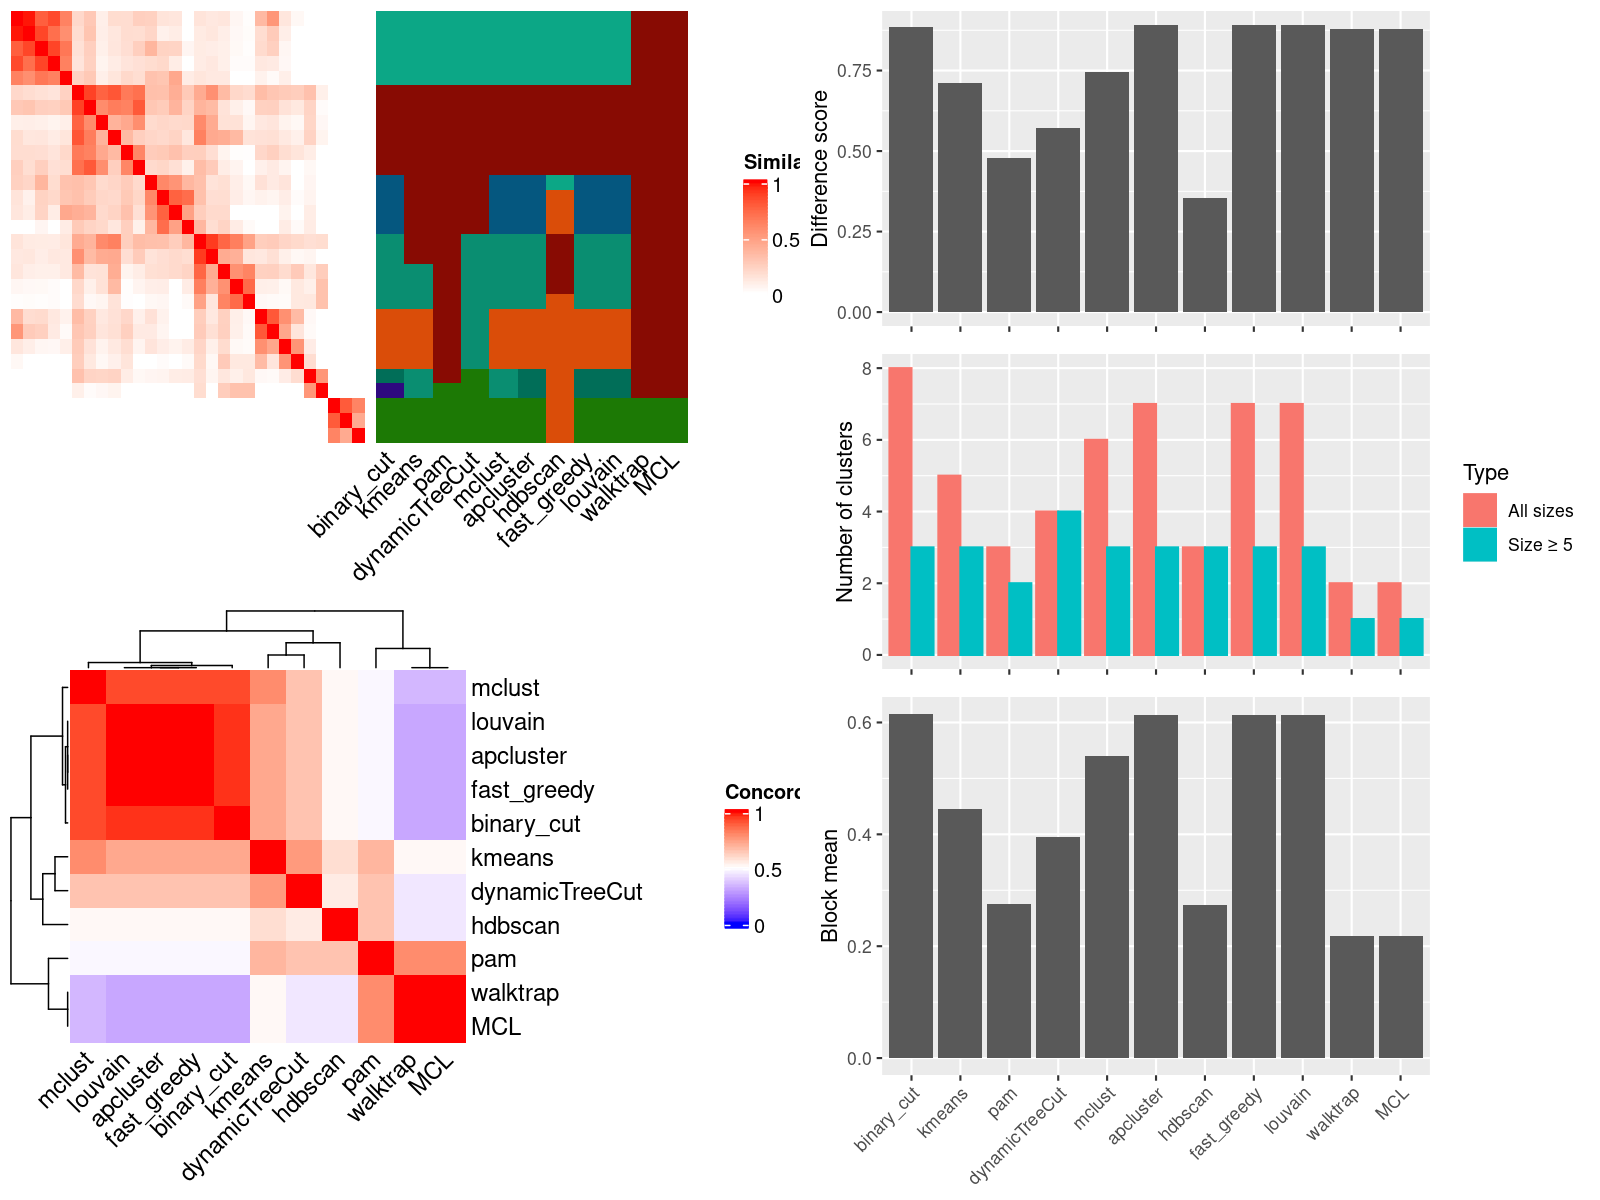 Simila
1
0.5
0
binary_cut
kmeans
pam
dynamicTreeCut
mclust
apcluster
hdbscan
fast_greedy
louvain
walktrap
MCL
Difference score
0.75
0.50
0.25
0.00
Number of clusters
8
6
4
2
0
Type
All sizes
Size ≥ 5
mclust
louvain
apcluster
fast_greedy
binary_cut
kmeans
dynamicTreeCut
hdbscan
pam
walktrap
MCL
mclust
louvain
apcluster
fast_greedy
binary_cut
kmeans
dynamicTreeCut
hdbscan
pam
walktrap
MCL
Concord
1
0.5
0
Block mean
0.6
0.4
0.2
0.0
binary_cut
kmeans
pam
dynamicTreeCut
mclust
apcluster
hdbscan
fast_greedy
louvain
walktrap
MCL